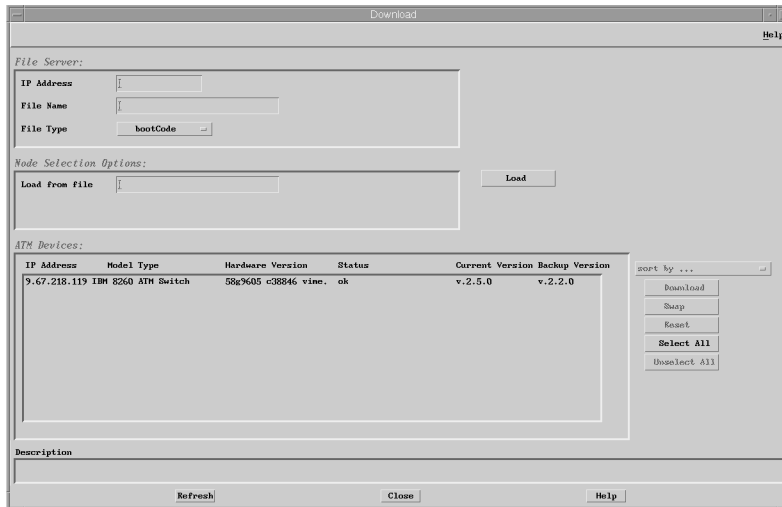 Download
Help
File Server:
IP Address
File Name
File Type bootCode
Node Selection Options:
Load from file
Load
ATM Devices:
IP Address Model Type Hardware Version Status Current Version Backup Version
9.67.218.119 IBM 8260 ATM Switch 58g9605 c38846 vime. ok v.2.5.0 v.2.2.0
sort by ...
Download
Swap
Reset
Select All
Unselect All
Description
Refresh Close Help